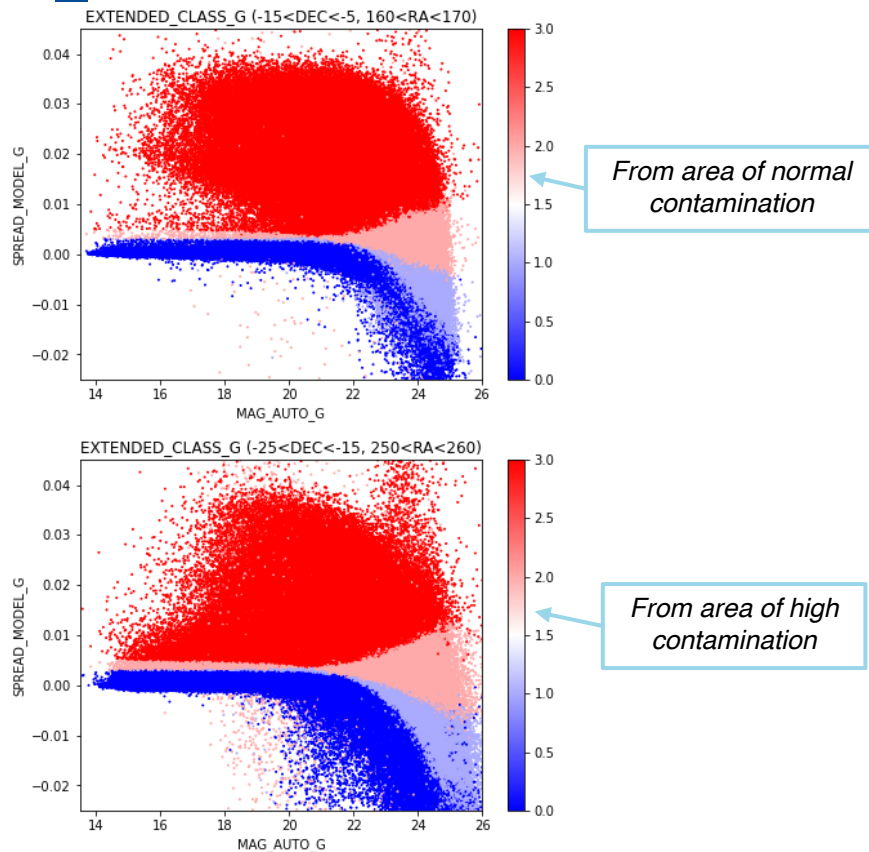 EXTENDED_CLASS_G (-15<DEC<-5, 160<RA<170)
SPREAD_MODEL_G
0.04
0.03
0.02
0.01
0.00
−0.01
−0.02
14 16 18 20 22 24 26
MAG_AUTO_G
3.0
2.5
2.0
1.5
1.0
0.5
0.0
From area of normal
contamination
EXTENDED_CLASS_G (-25<DEC<-15, 250<RA<260)
SPREAD_MODEL_G
0.04
0.03
0.02
0.01
0.00
−0.01
−0.02
14 16 18 20 22 24 26
MAG_AUTO_G
3.0
2.5
2.0
1.5
1.0
0.5
0.0
From area of high
contamination